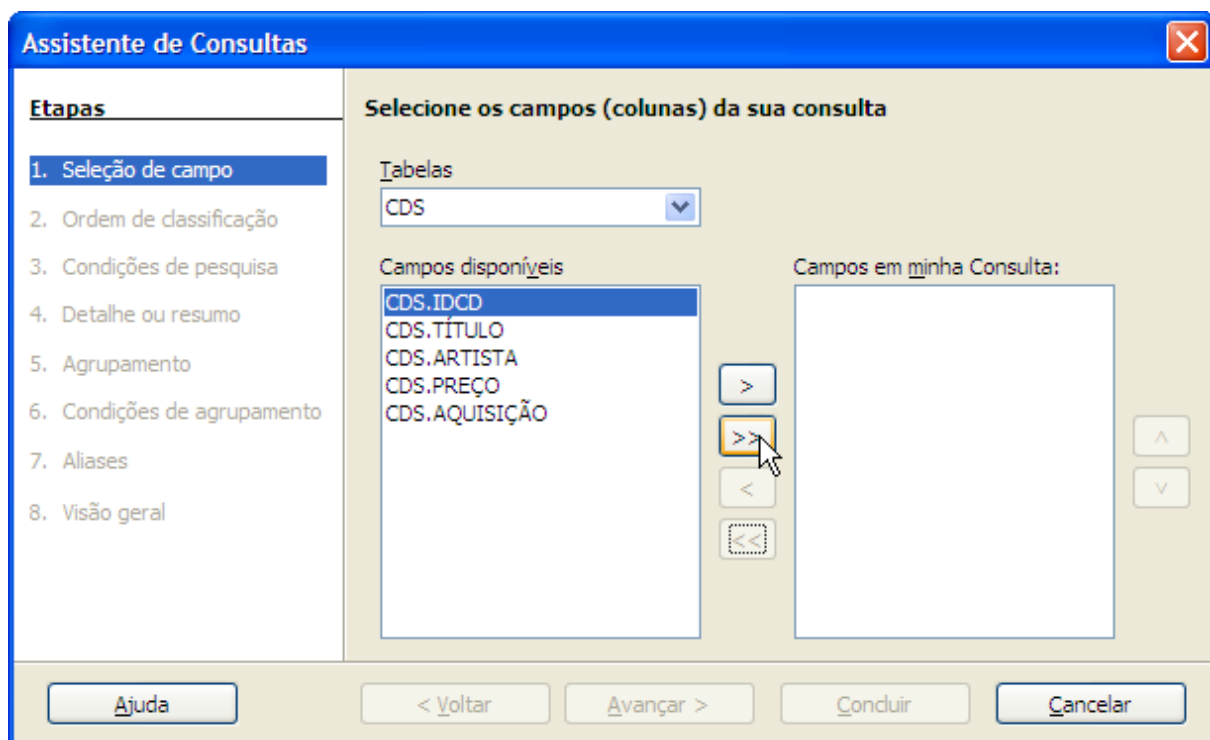 Assistente de Consultas
Etapas
1. Seleção de campo
2. Ordem de classificação
3. Condições de pesquisa
4. Detalhe ou resumo
5. Agrupamento
6. Condições de agrupamento
7. Aliases
8. Visão geral
Selecione os campos (colunas) da sua consulta
Tabelas
CDS
Campos disponíveis
CDS.IDCD
CDS.TÍTULO
CDS.ARTISTA
CDS.PREÇO
CDS.AQUISIÇÃO
>
>>
<
<<
Campos em minha Consulta:
Ajuda
< Voltar
Avançar >
Concluir
Cancelar